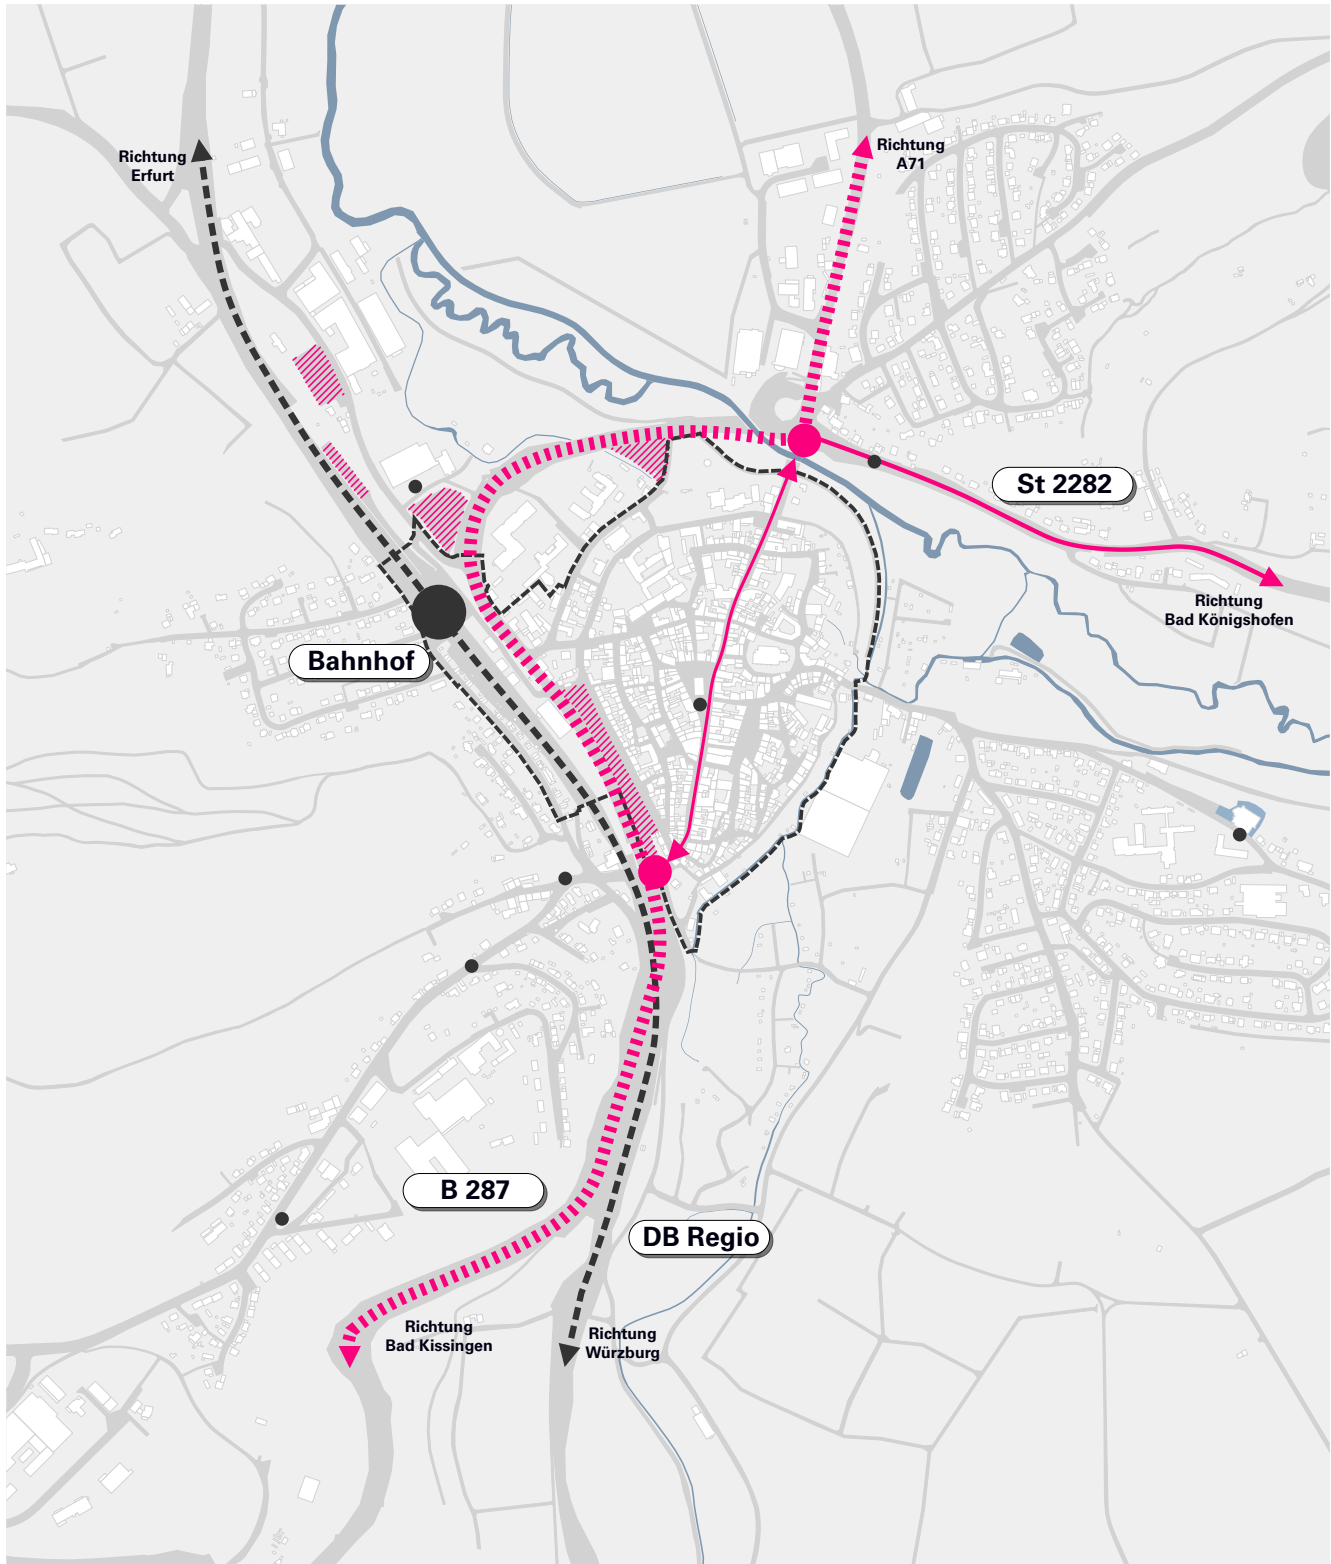 Richtung
Erfurt
Richtung
A71
St 2282
Richtung
Bad Königshofen
Bahnhof
B 287
DB Regio
Richtung
Bad Kissingen
Richtung
Würzburg